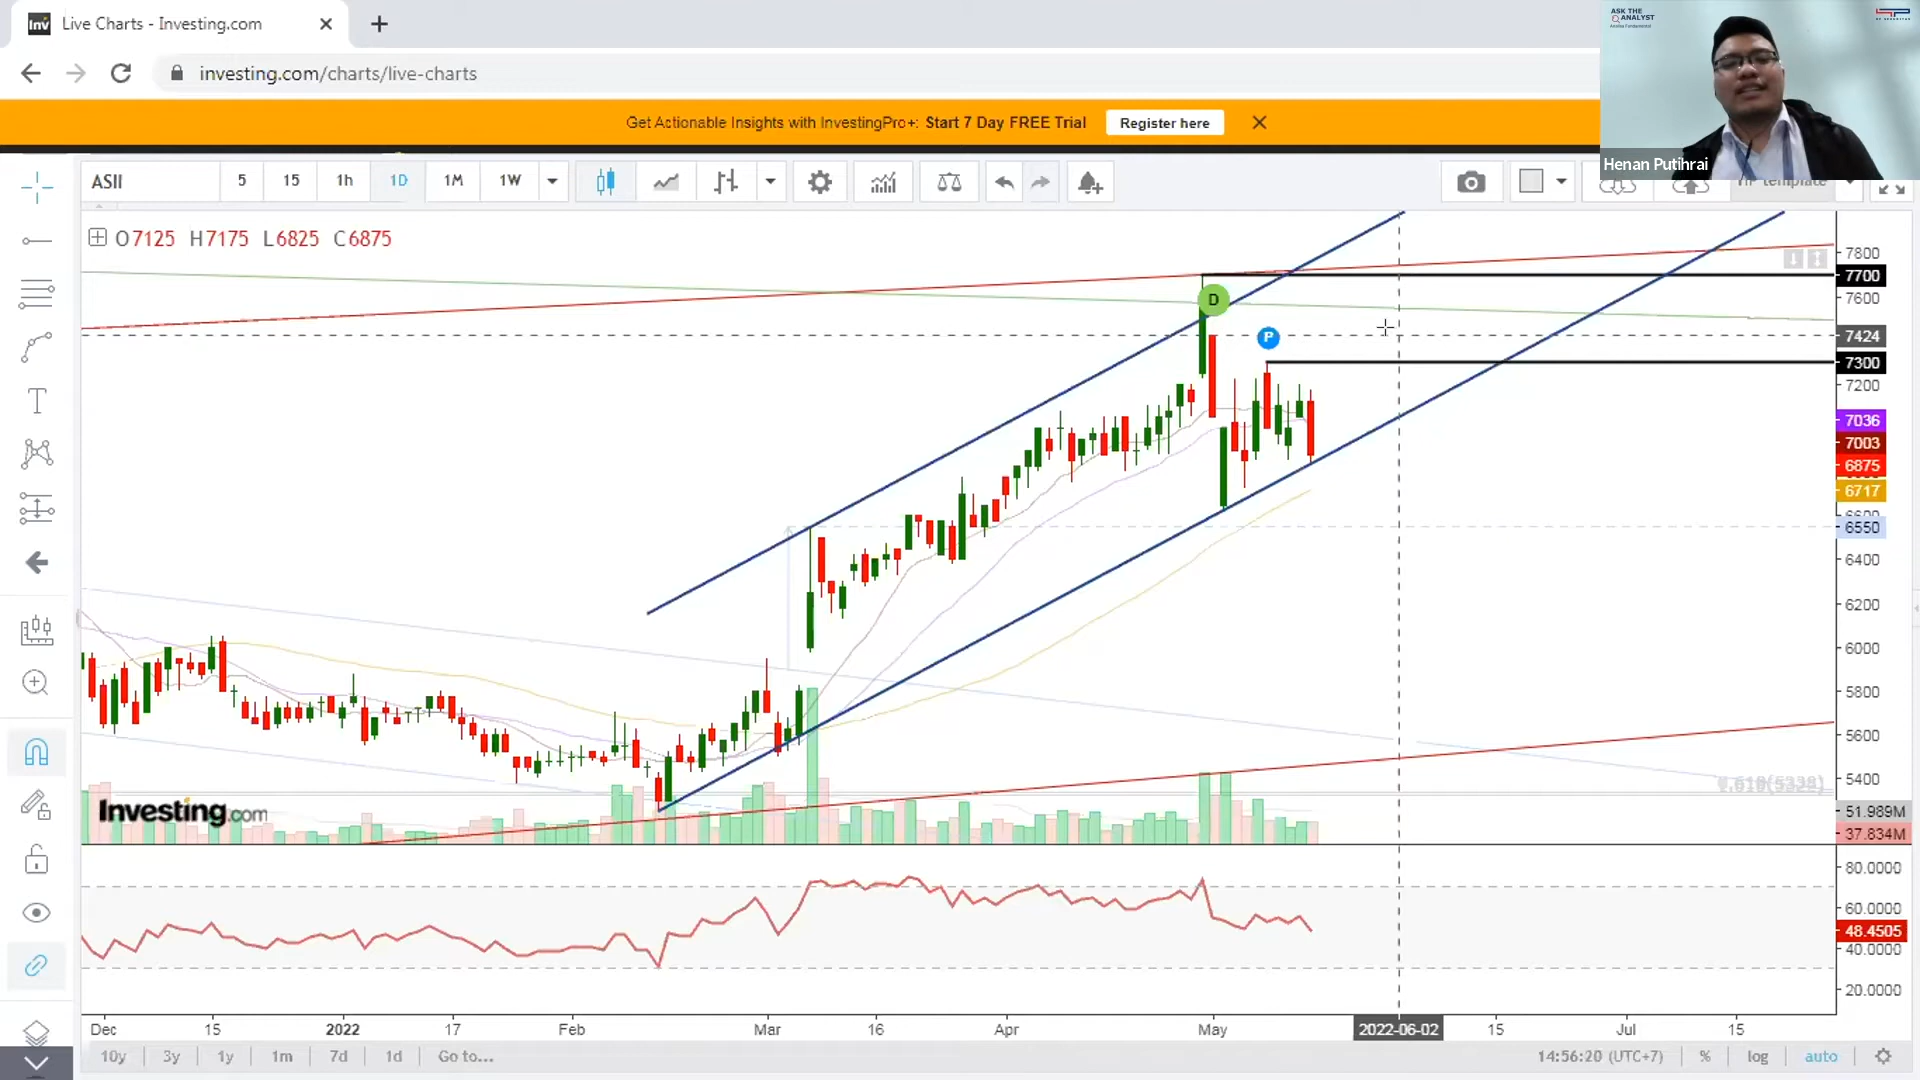 Live Charts - Investing.com
investing.com/charts/live-charts
Get Actionable Insights with InvestingPro+: Start 7 Day FREE Trial
Register here
ASK THE
ANALYST
Henan Putihrai
ASII 5 15 1h 1D 1M 1W
O7125 H7175 L6825 C6875
D
P
7800
7700
7600
7424
7300
7200
7036
7003
6875
6717
6550
6400
6200
6000
5800
5600
5400
51.989M
37.834M
Investing.com
80.0000
60.0000
48.4505
40.0000
20.0000
Dec 15 2022 17 Feb Mar 16 Apr May 2022-06-02 15 Jul 15
10y 3y 1y 1m 7d 1d Go to... 14:56:20 (UTC+7) % log auto